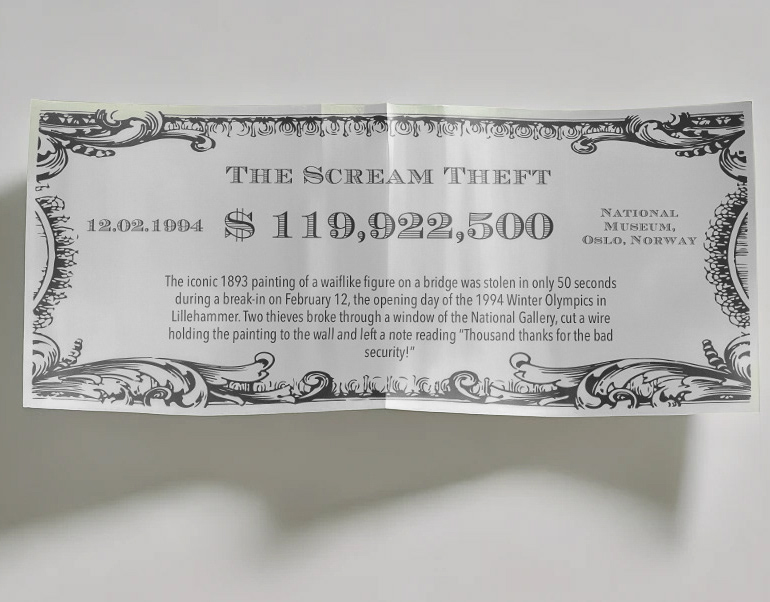 The Scream Theft
12.02.1994
$ 119,922,500
National
Museum,
Oslo, Norway
The iconic 1893 painting of a waiflike figure on a bridge was stolen in only 50 seconds
during a break-in on February 12, the opening day of the 1994 Winter Olympics in
Lillehammer. Two thieves broke through a window of the National Gallery, cut a wire
holding the painting to the wall and left a note reading "Thousand thanks for the bad
security!"